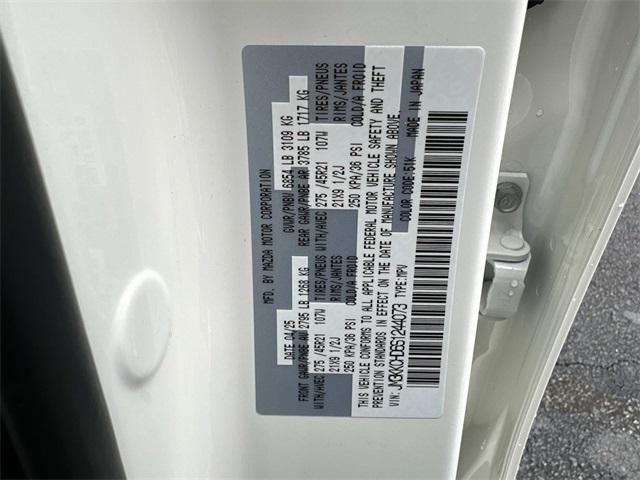 MFD. BY MAZDA MOTOR CORPORATION
DATE 04/25 GVWR/PNBV 6854 LB 3109 KG
FRONT GAWR/PNBE AV 2795 LB 1268 KG REAR GAWR/PNBE AR 3785 LB 1717 KG
WITH/AVEC 275 /45R21 107W TIRES/PNEUS WITH/AVEC 275 /45R21 107W TIRES/PNEUS
21X9 1/2J RIMS/JANTES 21X9 1/2J RIMS/JANTES
250 KPA/36 PSI COLD/A FROID 250 KPA/36 PSI COLD/A FROID
THIS VEHICLE CONFORMS TO ALL APPLICABLE FEDERAL MOTOR VEHICLE SAFETY AND THEFT
PREVENTION STANDARDS IN EFFECT ON THE DATE OF MANUFACTURE SHOWN ABOVE.
VIN: TYPE:MPV COLOR CODE:51K MADE IN JAPAN